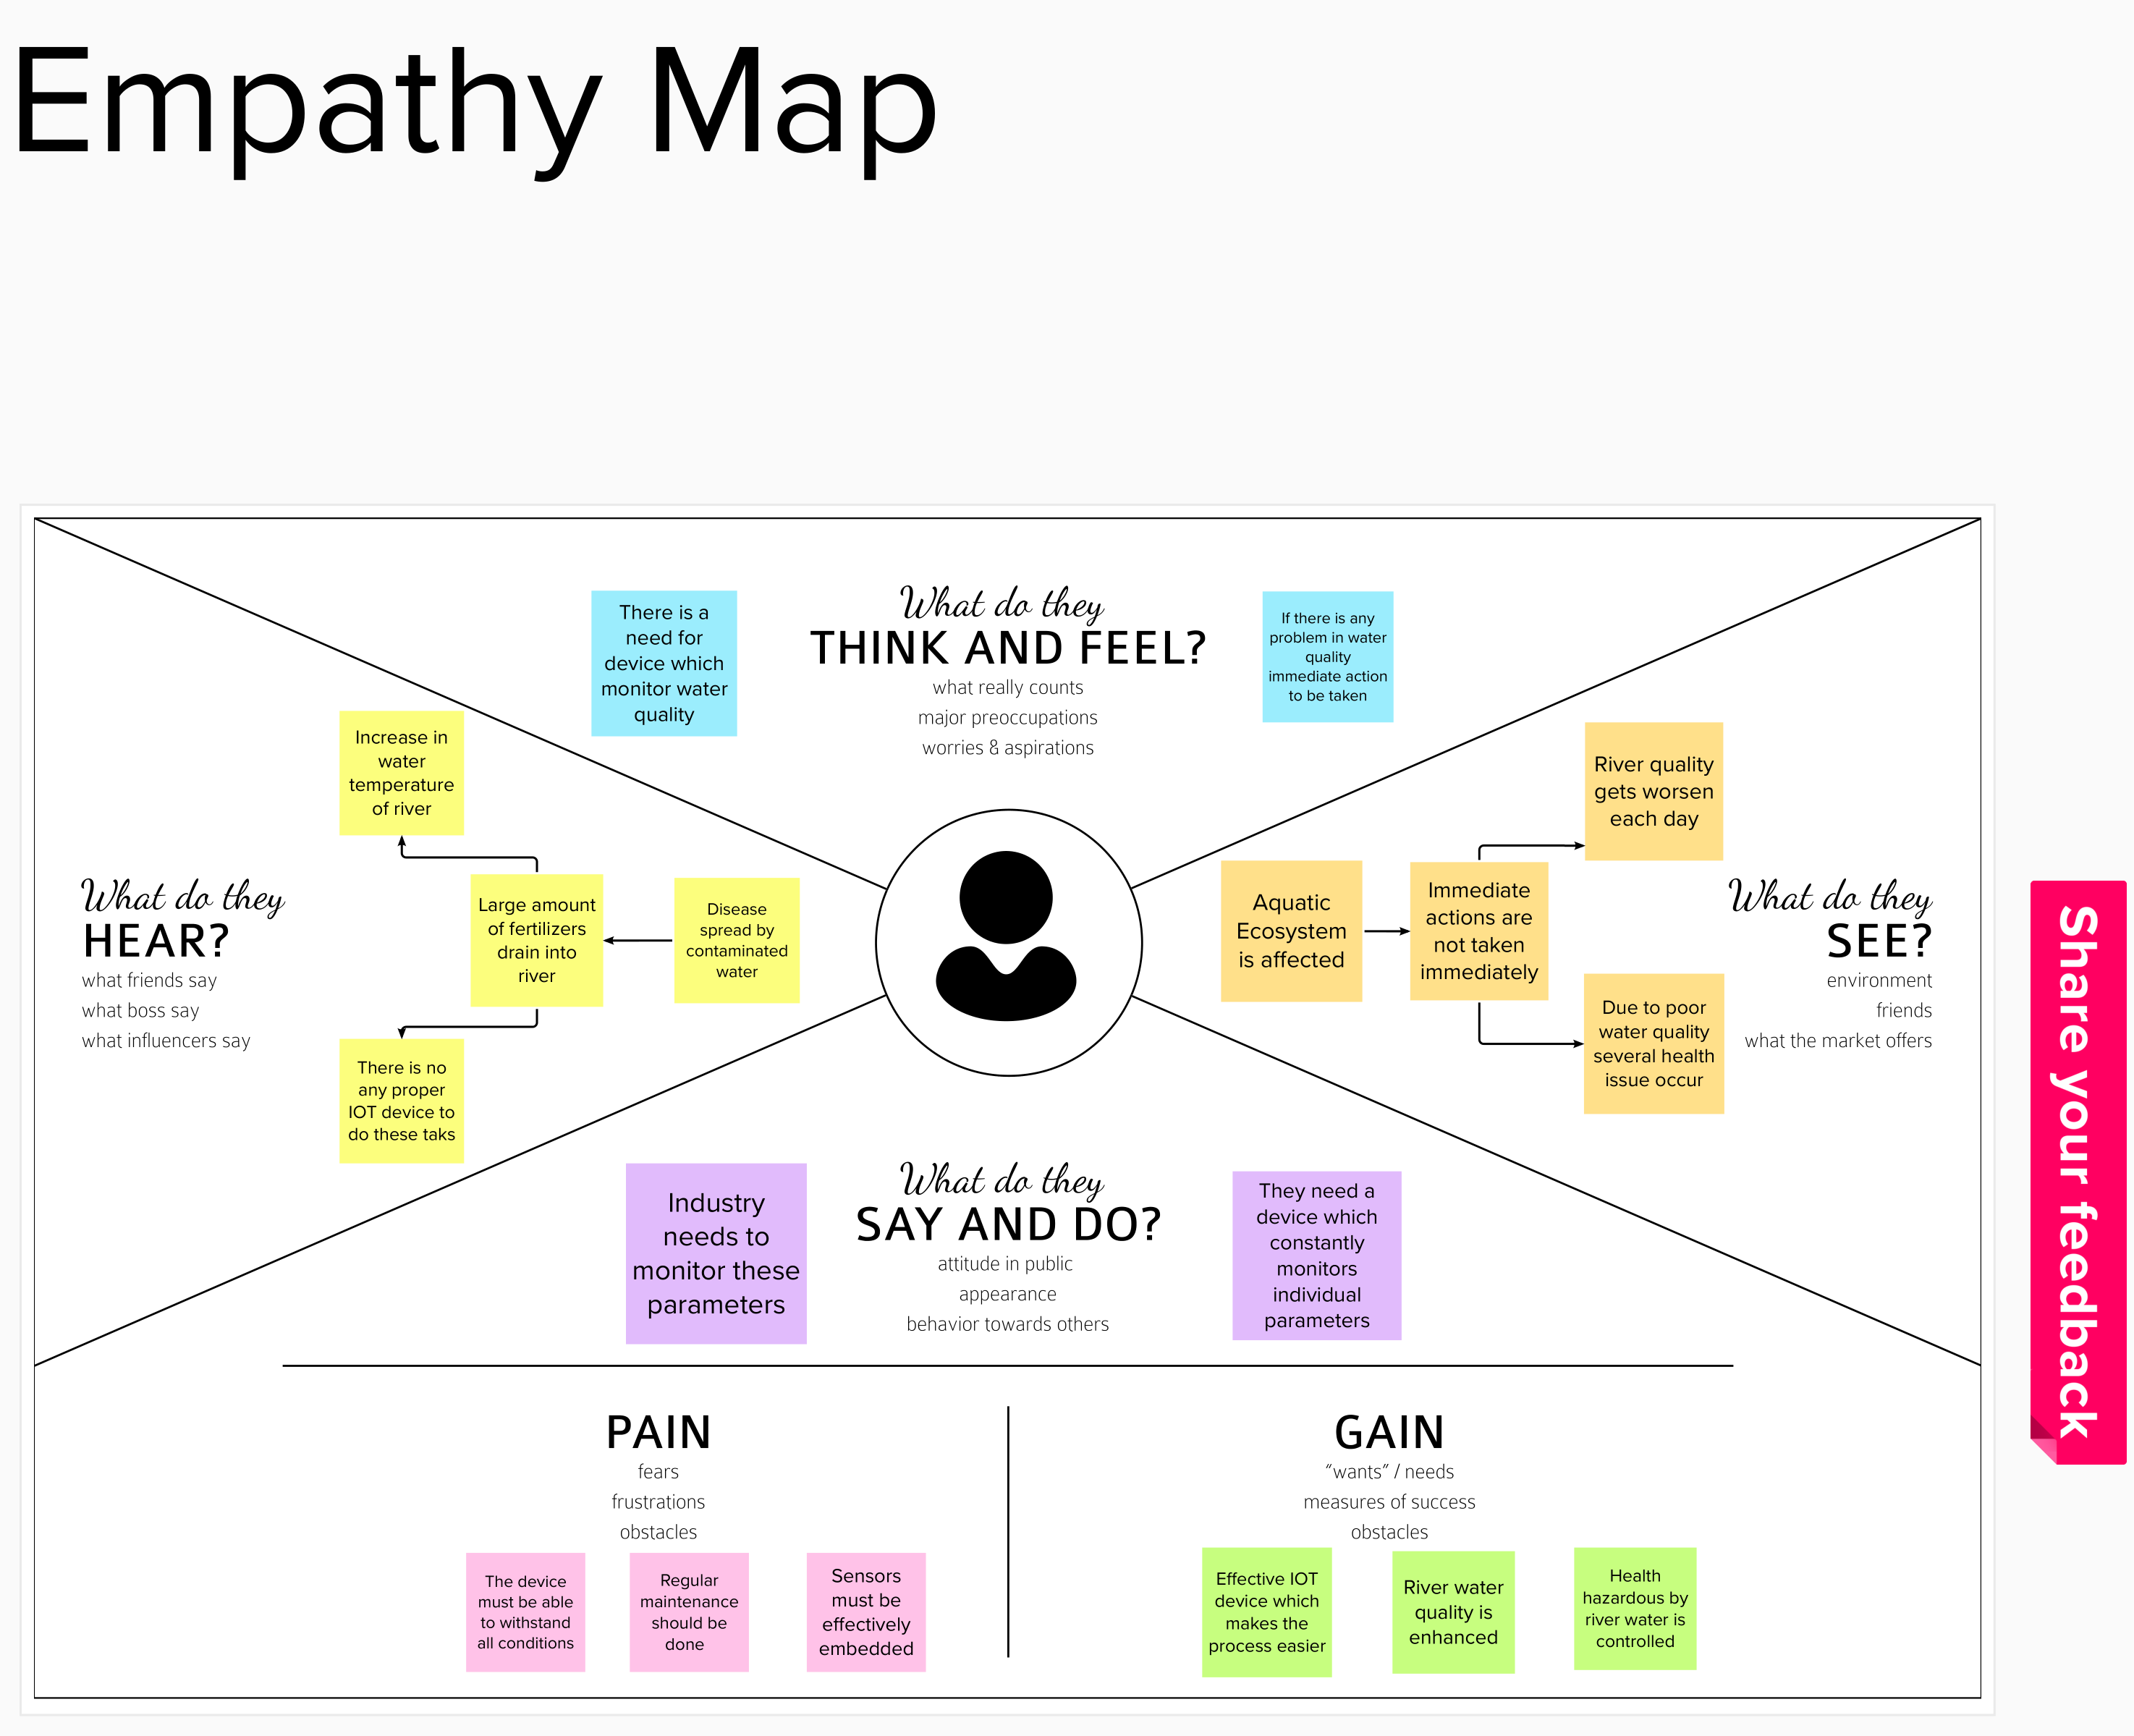 Empathy Map
What do they
THINK AND FEEL?
what really counts
major preoccupations
worries & aspirations
There is a
need for
device which
monitor water
quality
If there is any
problem in water
quality
immediate action
to be taken
What do they
HEAR?
what friends say
what boss say
what influencers say
Increase in
water
temperature
of river
Large amount
of fertilizers
drain into
river
Disease
spread by
contaminated
water
There is no
any proper
IOT device to
do these taks
Aquatic
Ecosystem
is affected
Immediate
actions are
not taken
immediately
River quality
gets worsen
each day
Due to poor
water quality
several health
issue occur
What do they
SEE?
environment
friends
what the market offers
What do they
SAY AND DO?
attitude in public
appearance
behavior towards others
Industry
needs to
monitor these
parameters
They need a
device which
constantly
monitors
individual
parameters
PAIN
fears
frustrations
obstacles
The device
must be able
to withstand
all conditions
Regular
maintenance
should be
done
Sensors
must be
effectively
embedded
GAIN
“wants” / needs
measures of success
obstacles
Effective IOT
device which
makes the
process easier
River water
quality is
enhanced
Health
hazardous by
river water is
controlled
Share your feedback